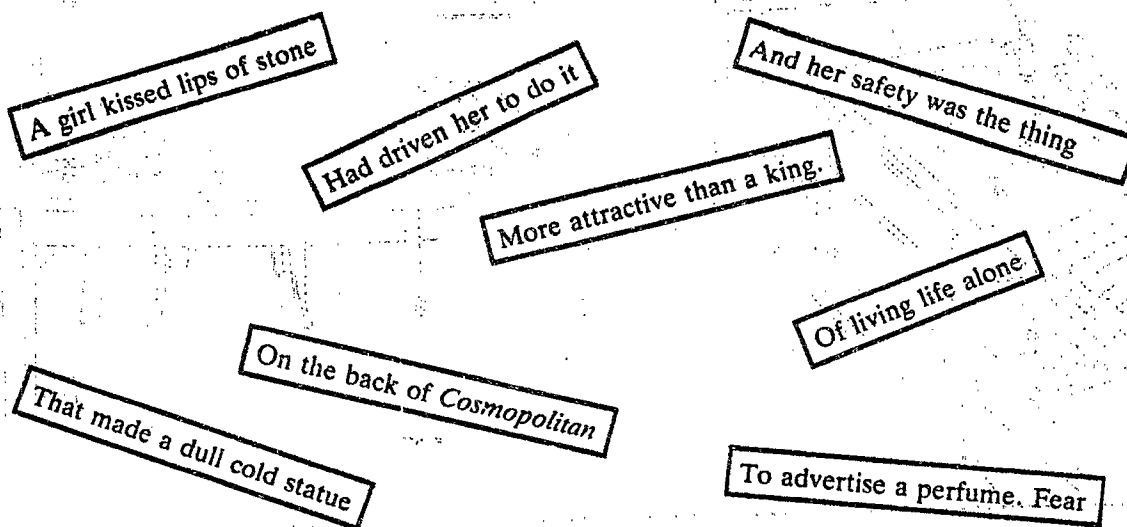 A girl kissed lips of stone
Had driven her to do it
And her safety was the thing
More attractive than a king.
Of living life alone
On the back of Cosmopolitan
That made a dull cold statue
To advertise a perfume. Fear